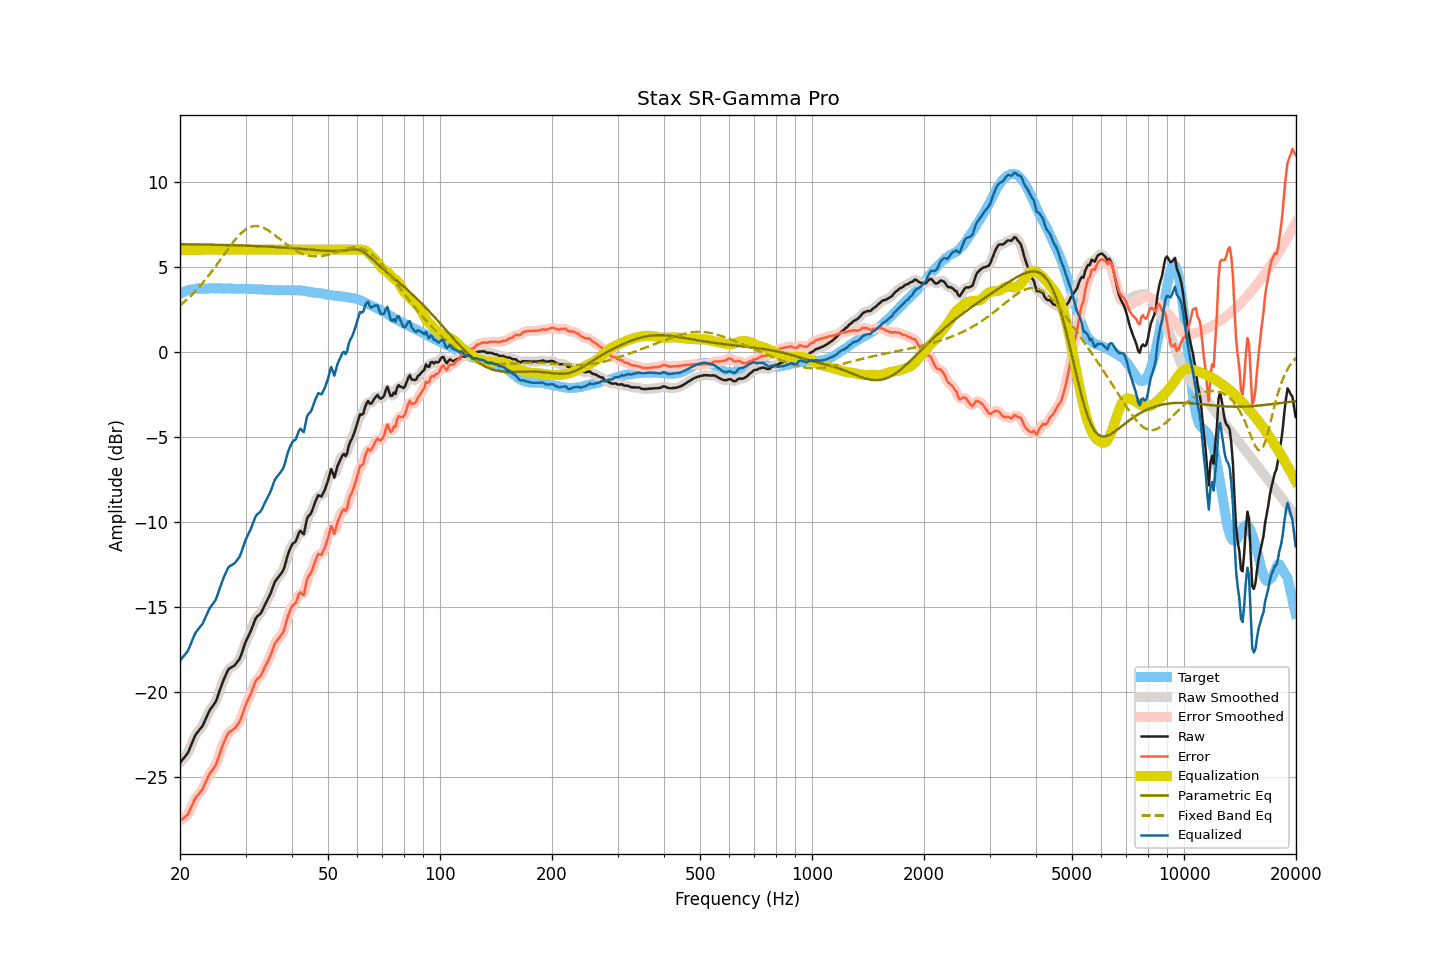 Stax SR-Gamma Pro
Amplitude (dBr)
10
5
0
−5
−10
−15
−20
−25
20 50 100 200 500 1000 2000 5000 10000 20000
Frequency (Hz)
Target
Raw Smoothed
Error Smoothed
Raw
Error
Equalization
Parametric Eq
Fixed Band Eq
Equalized